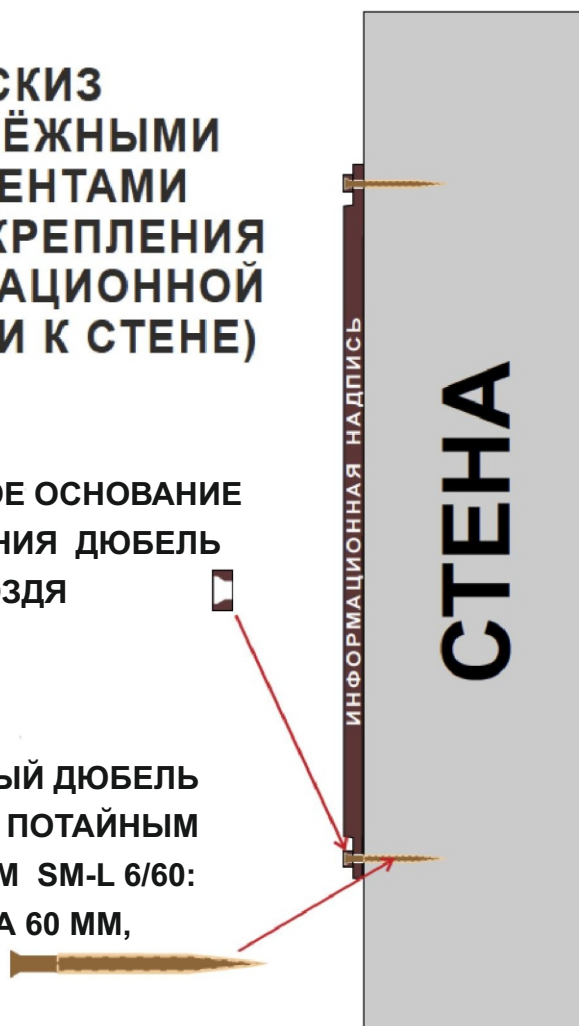 СКИЗ
ЁЖНЫМИ
ЕНТАМИ
КРЕПЛЕНИЯ
АЦИОННОЙ
И К СТЕНЕ)
ОЕ ОСНОВАНИЕ
НИЯ ДЮБЕЛЬ
ОЗДЯ
ЫЙ ДЮБЕЛЬ
ПОТАЙНЫМ
М SM-L 6/60:
А 60 ММ,
ИНФОРМАЦИОННАЯ НАДПИСЬ
СТЕНА